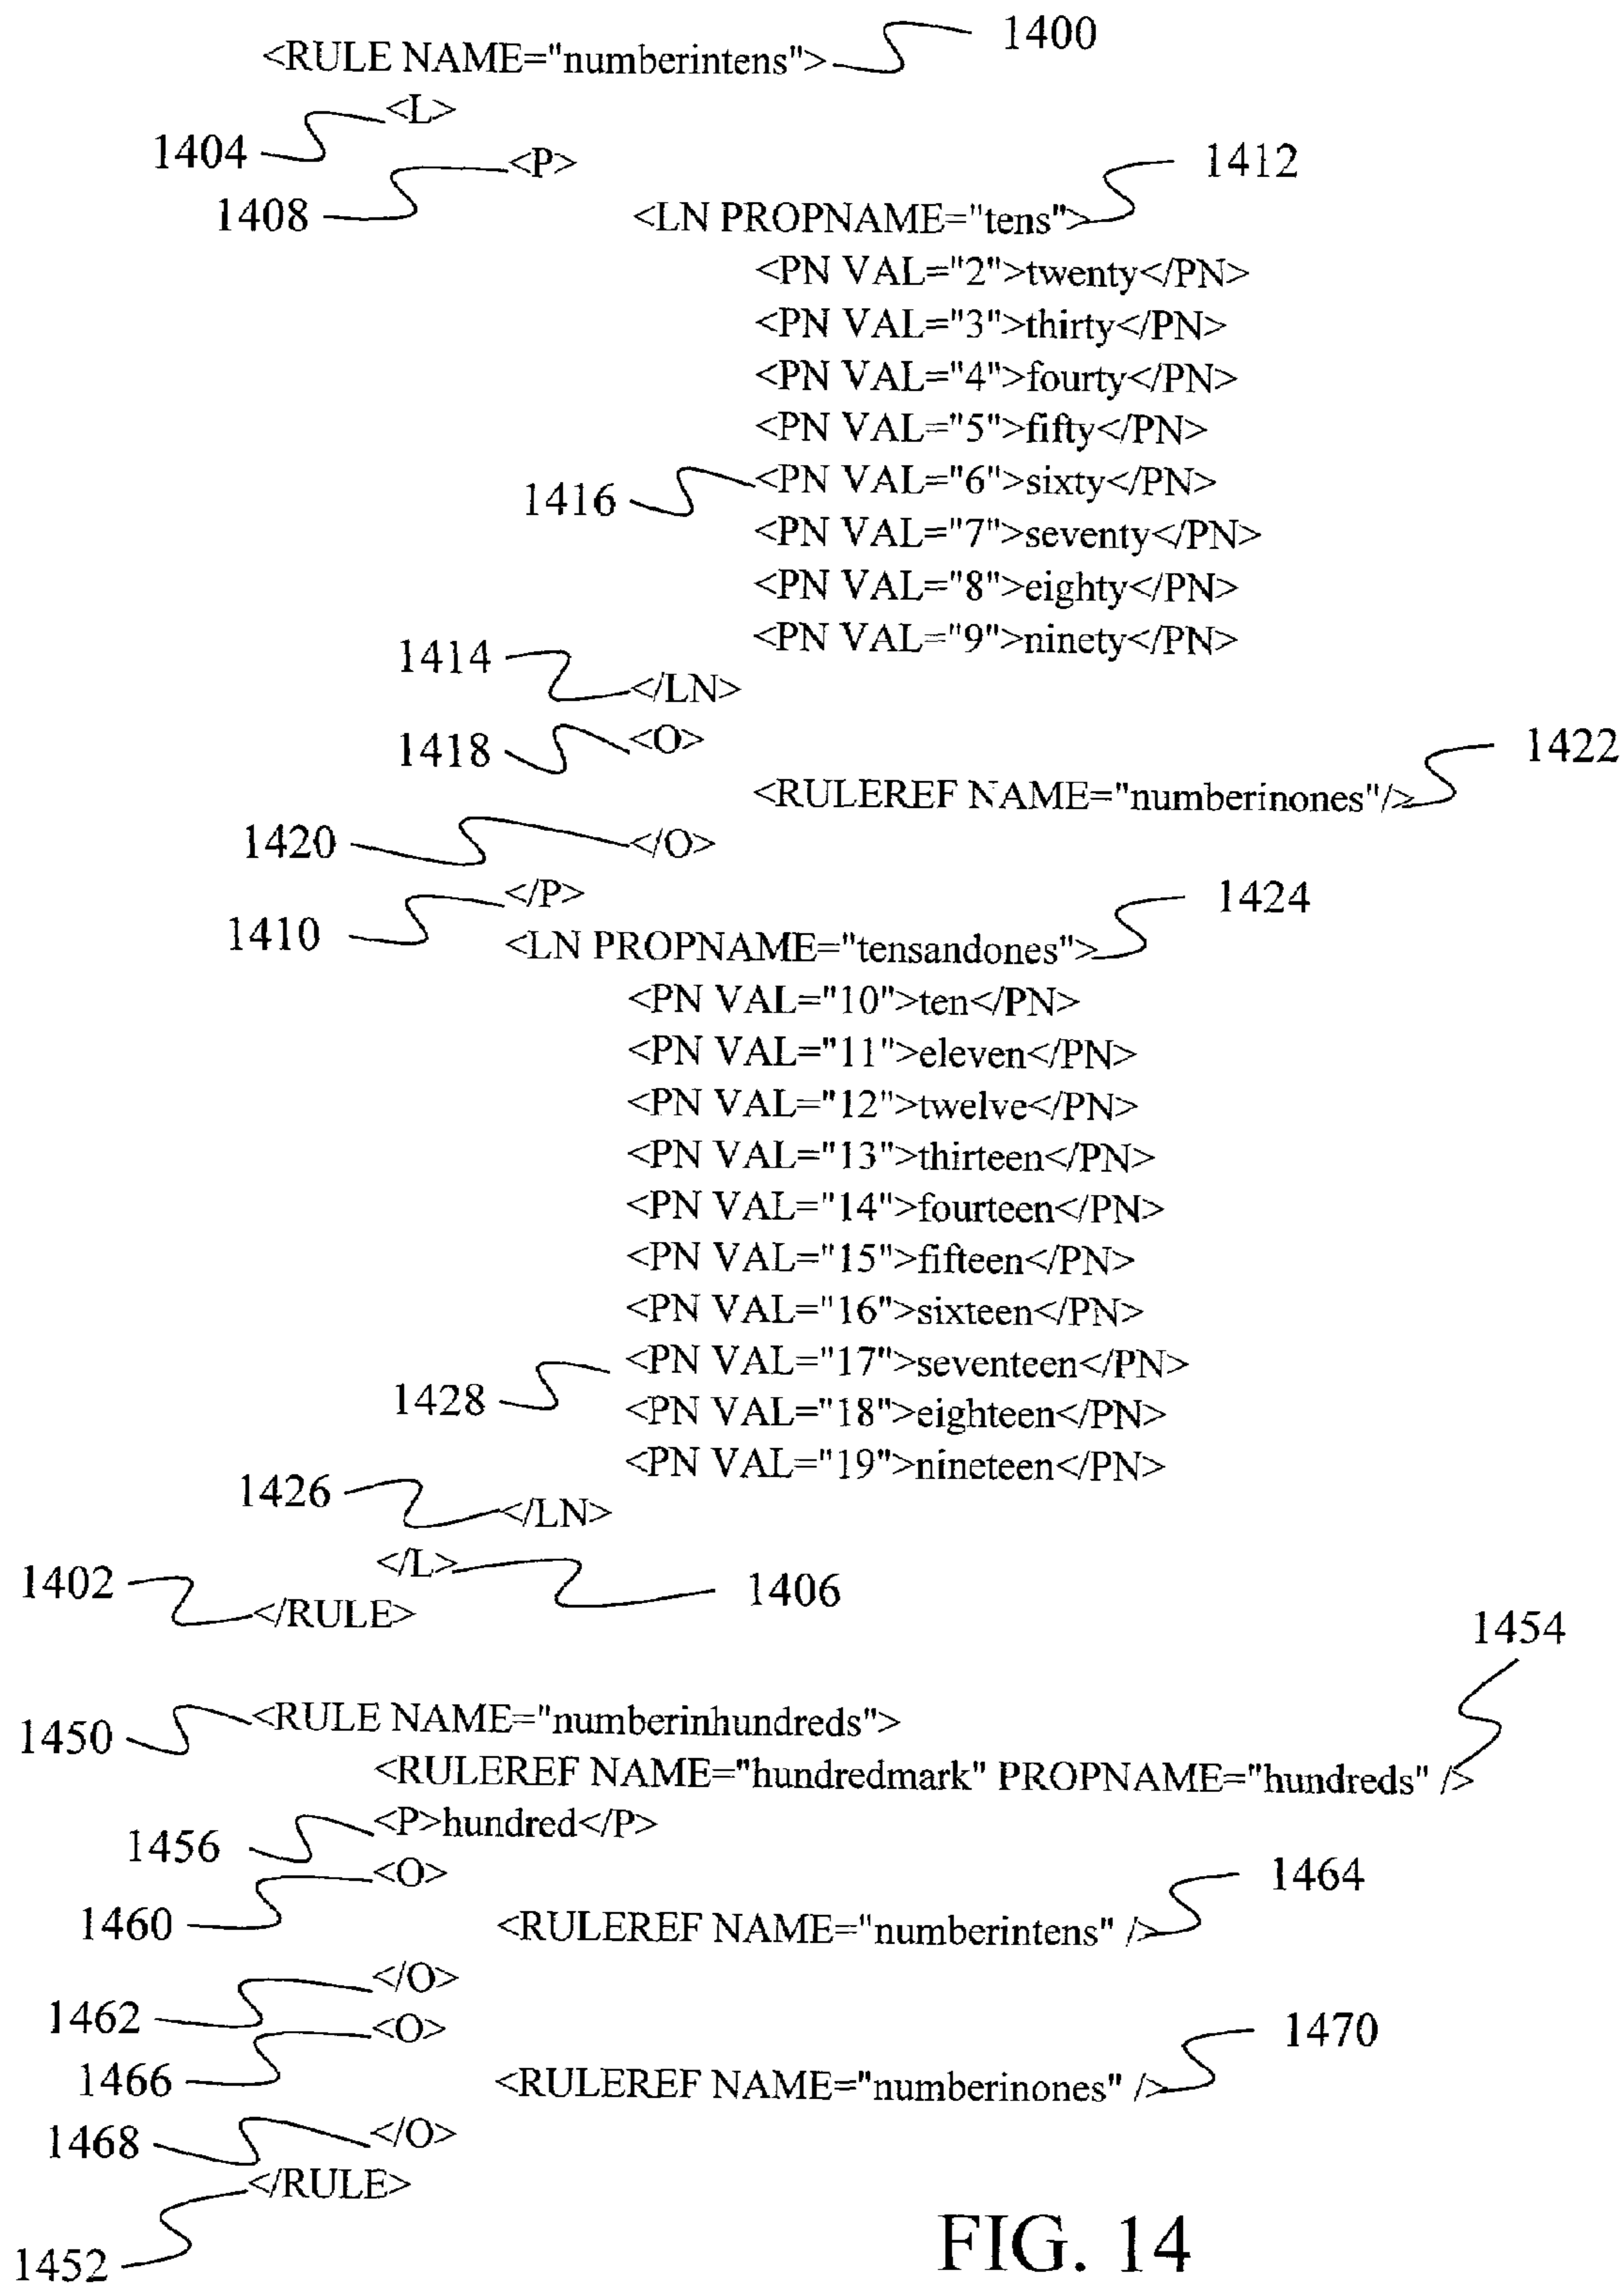 <RULE NAME="numberintens"> 1400
1404 <L>
1408 <P>
<LN PROPNAME="tens"> 1412
<PN VAL="2">twenty</PN>
<PN VAL="3">thirty</PN>
<PN VAL="4">fourty</PN>
<PN VAL="5">fifty</PN>
1416 <PN VAL="6">sixty</PN>
<PN VAL="7">seventy</PN>
<PN VAL="8">eighty</PN>
<PN VAL="9">ninety</PN>
1414 </LN>
1418 <O>
<RULEREF NAME="numberinones"/> 1422
1420 </O>
1410 </P>
<LN PROPNAME="tensandones"> 1424
<PN VAL="10">ten</PN>
<PN VAL="11">eleven</PN>
<PN VAL="12">twelve</PN>
<PN VAL="13">thirteen</PN>
<PN VAL="14">fourteen</PN>
<PN VAL="15">fifteen</PN>
<PN VAL="16">sixteen</PN>
1428 <PN VAL="17">seventeen</PN>
<PN VAL="18">eighteen</PN>
<PN VAL="19">nineteen</PN>
1426 </LN>
</L> 1406
1402 </RULE>
1450 <RULE NAME="numberinhundreds">
<RULEREF NAME="hundredmark" PROPNAME="hundreds" /> 1454
1456 <P>hundred</P>
1460 <O>
<RULEREF NAME="numberintens" /> 1464
1462 </O>
1466 <O>
<RULEREF NAME="numberinones" /> 1470
1468 </O>
1452 </RULE>
FIG. 14